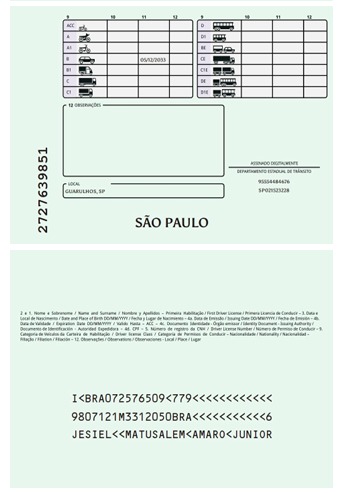 9 10 11 12 9 10 11 12
ACC D
A D1
A1 BE
B 05/12/2033 CE
B1 C1E
C DE
C1 D1E
12 OBSERVAÇÕES
2727639851
LOCAL
GUARULHOS, SP
ASSINADO DIGITALMENTE
DEPARTAMENTO ESTADUAL DE TRÂNSITO
95554484676
SP021523228
SÃO PAULO
2 e 1. Nome e Sobrenome / Name and Surname / Nombre y Apellidos – Primeira Habilitação / First Driver License / Primera Licencia de Conducir – 3. Data e
Local de Nascimento / Date and Place of Birth DD/MM/YYYY / Fecha y Lugar de Nacimiento – 4a. Data de Emissão / Issuing Date DD/MM/YYYY / Fecha de Emisión – 4b.
Data de Validade / Expiration Date DD/MM/YYYY / Válido Hasta – ACC – 4c. Documento Identidade - Órgão emissor / Identity Document - Issuing Authority /
Documento de Identificación - Autoridad Expedidora – 4d. CPF – 5. Número de registro da CNH / Driver License Number / Número de Permiso de Conducir – 9.
Categoria de Veículos da Carteira de Habilitação / Driver license Class / Categoría de Permisos de Conducir – Nacionalidade / Nationality / Nacionalidad –
Filiação / Filiation / Filiación – 12. Observações / Observations / Observaciones - Local / Place / Lugar
I<BRA072576509<779<<<<<<<<<<<<
9807121M3312050BRA<<<<<<<<<<<6
JESIEL<<MATUSALEM<AMARO<JUNIOR